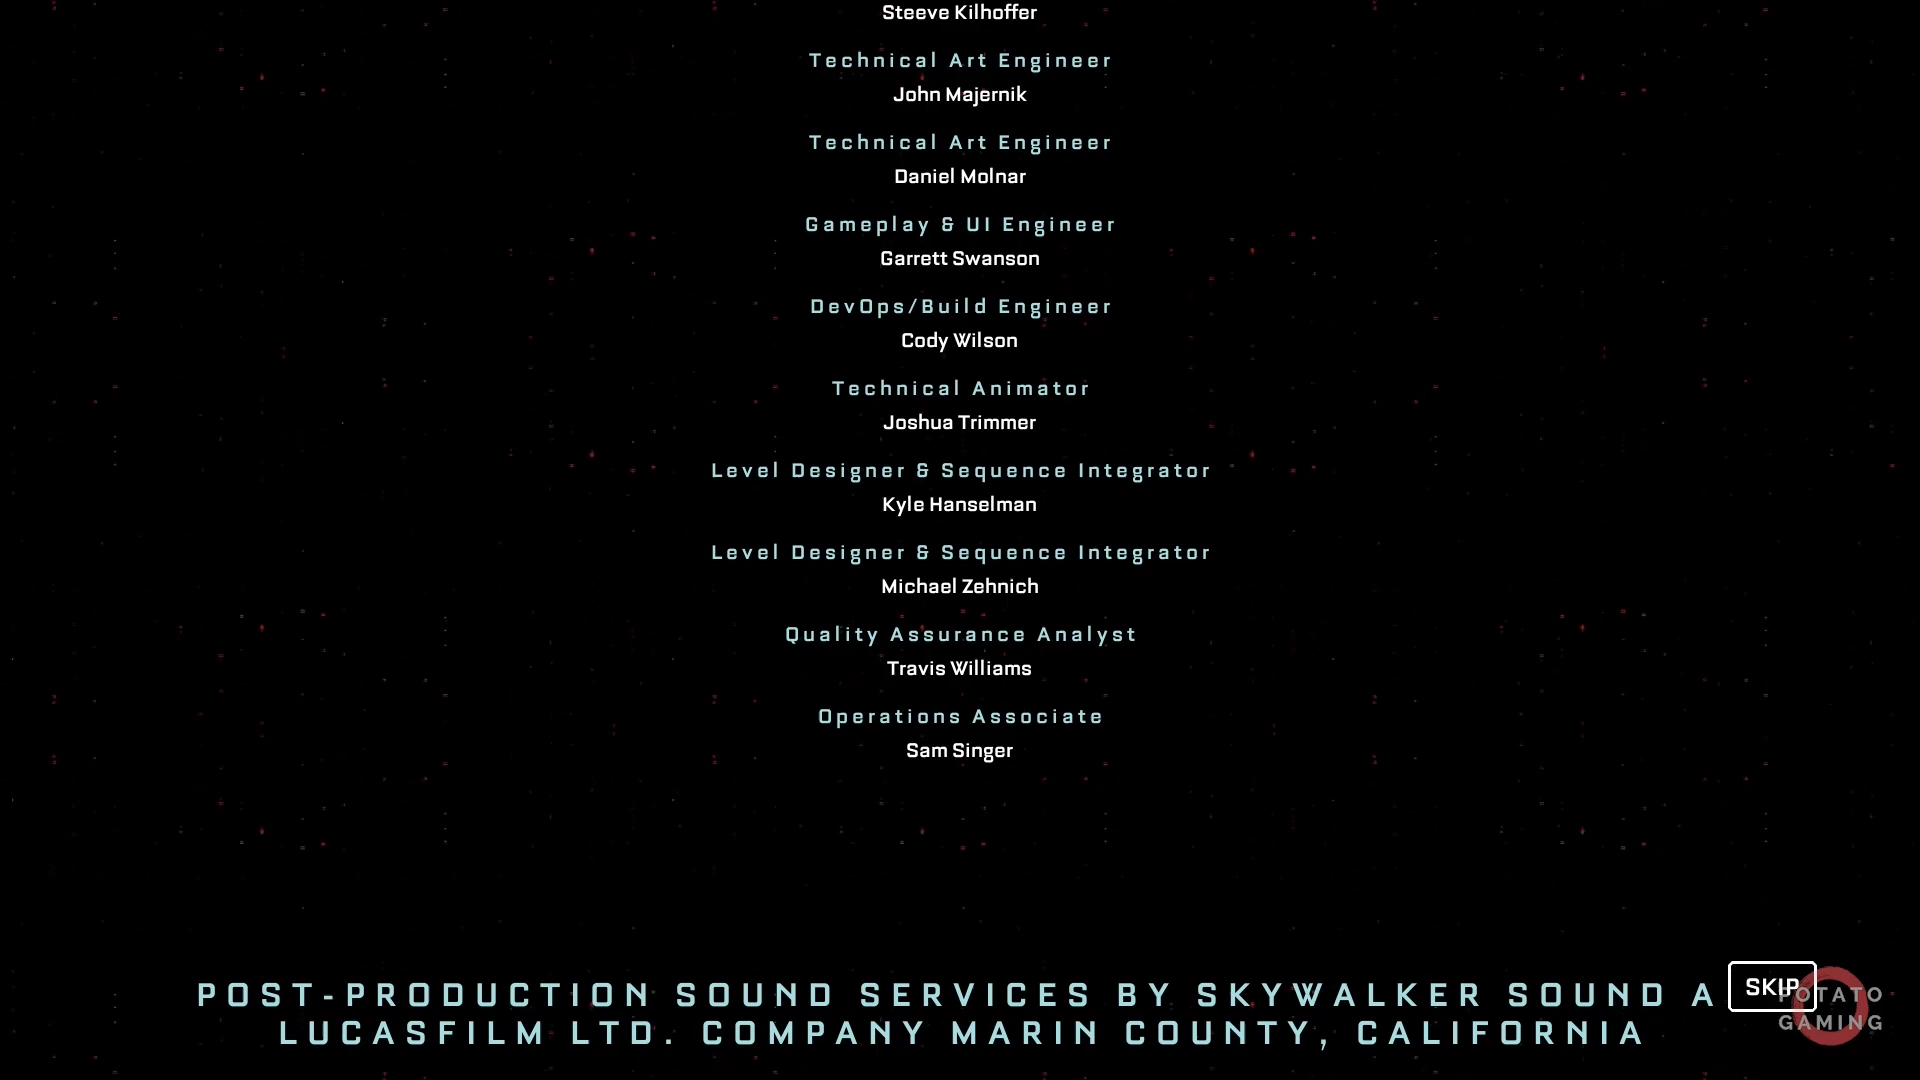 Steeve Kilhoffer
Technical Art Engineer
John Majernik
Technical Art Engineer
Daniel Molnar
Gameplay & UI Engineer
Garrett Swanson
DevOps/Build Engineer
Cody Wilson
Technical Animator
Joshua Trimmer
Level Designer & Sequence Integrator
Kyle Hanselman
Level Designer & Sequence Integrator
Michael Zehnich
Quality Assurance Analyst
Travis Williams
Operations Associate
Sam Singer
POST-PRODUCTION SOUND SERVICES BY SKYWALKER SOUND A
LUCASFILM LTD. COMPANY MARIN COUNTY, CALIFORNIA
SKIP
POTATO
GAMING